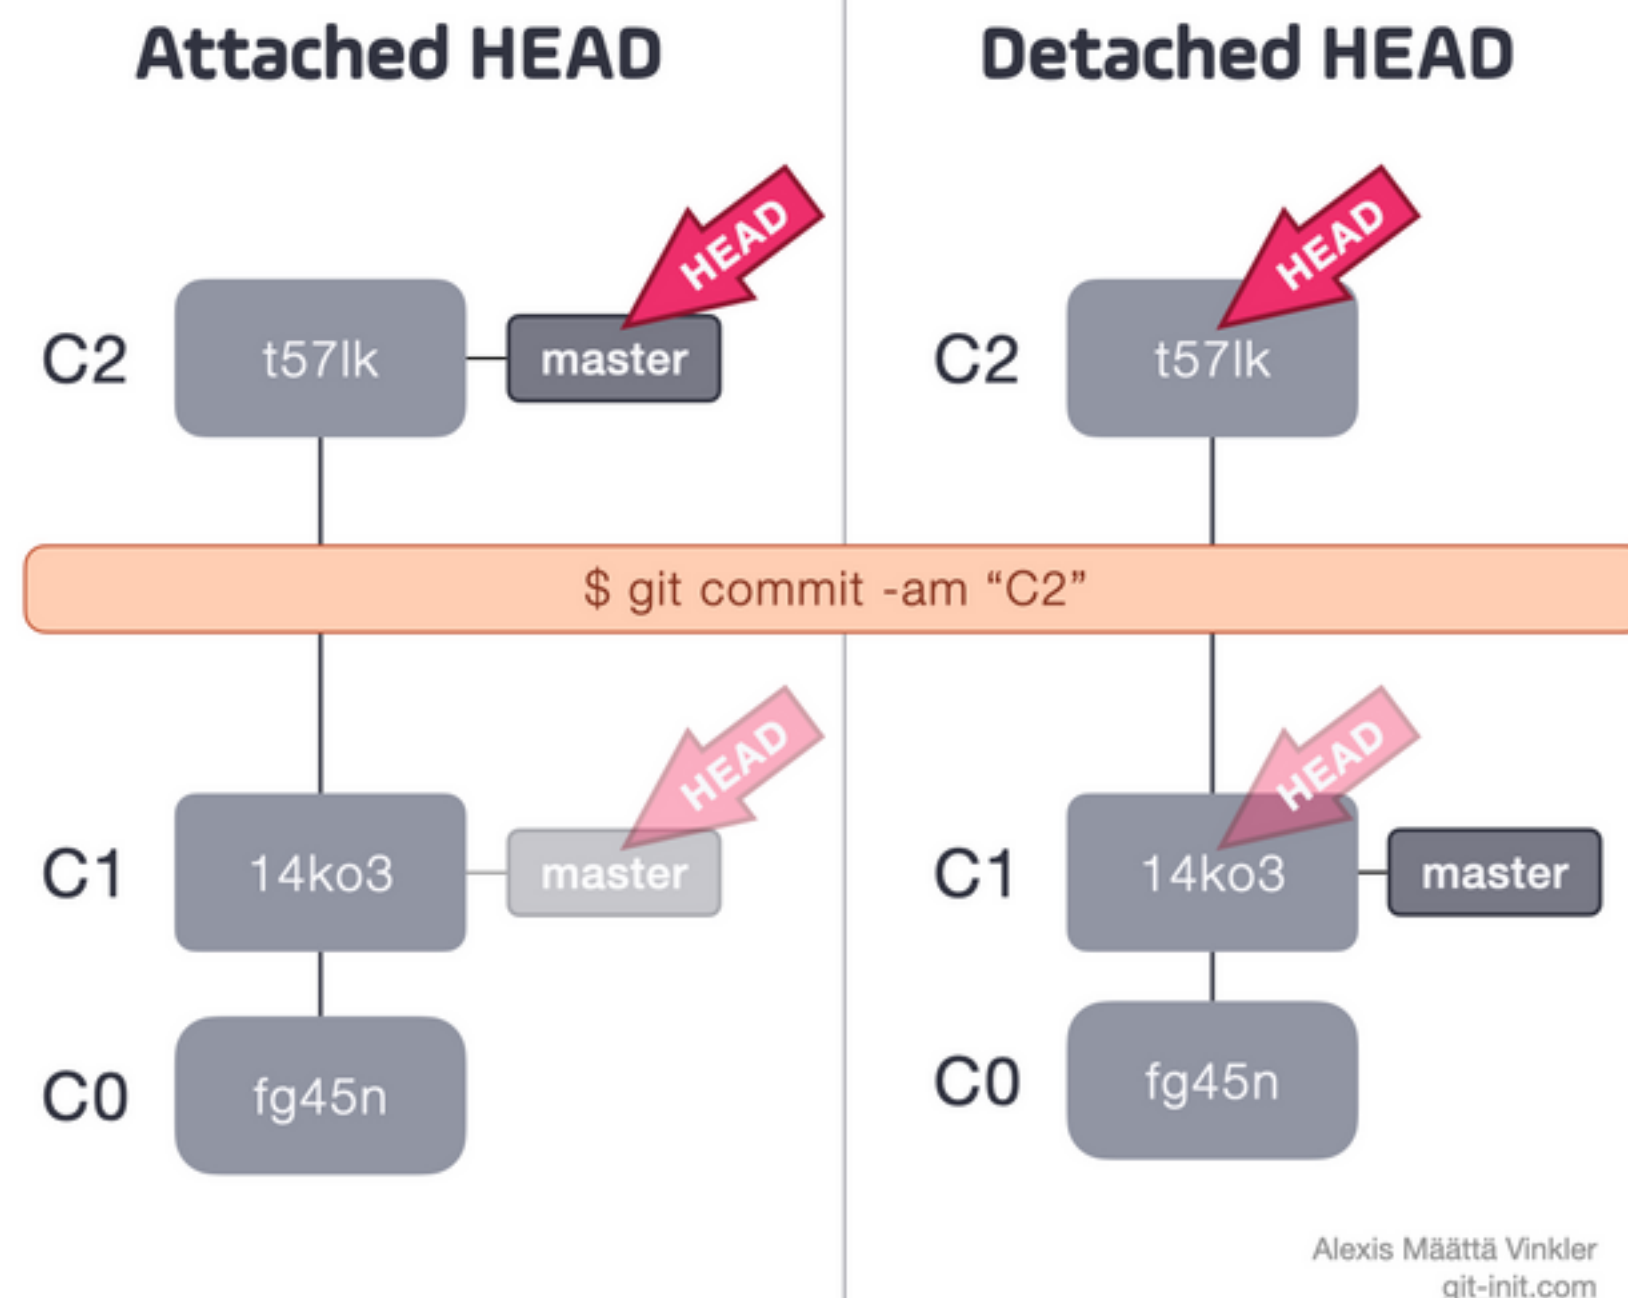 Attached HEAD
Detached HEAD
HEAD
HEAD
C2
t57lk
master
C2
t57lk
$ git commit -am “C2”
HEAD
HEAD
C1
14ko3
master
C1
14ko3
master
C0
fg45n
C0
fg45n
Alexis Määttä Vinkler
git-init.com